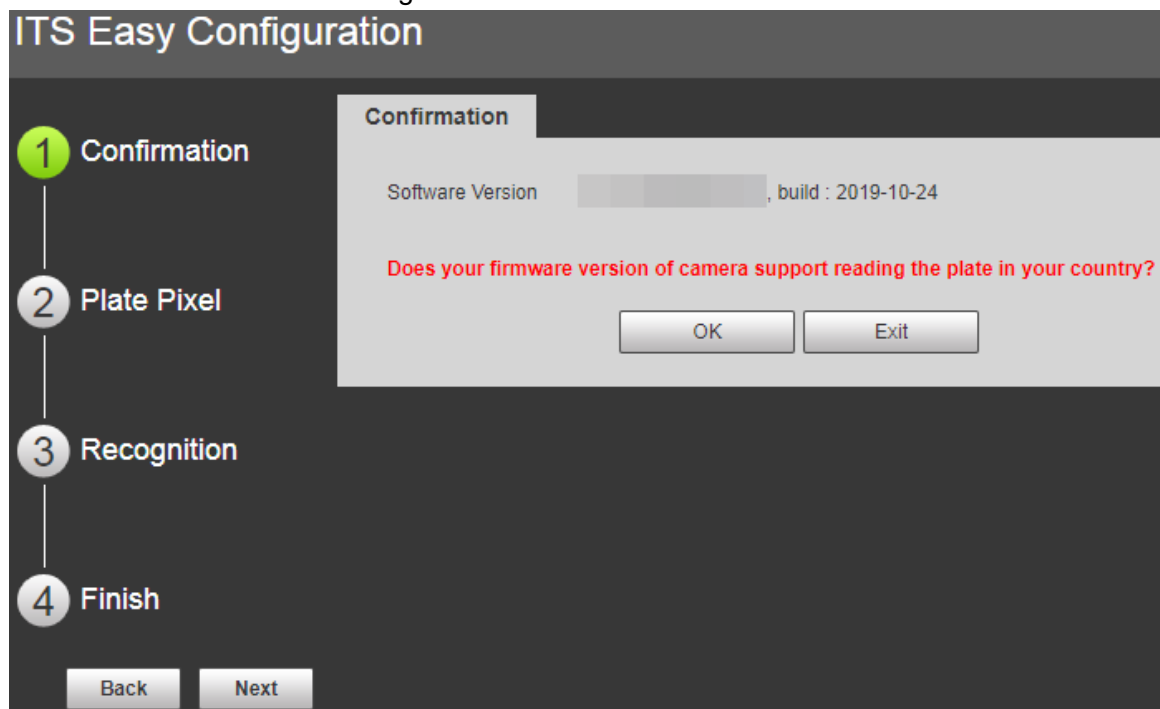 ITS Easy Configuration
Confirmation
1 Confirmation
Software Version , build : 2019-10-24
Does your firmware version of camera support reading the plate in your country?
OK Exit
2 Plate Pixel
3 Recognition
4 Finish
Back Next